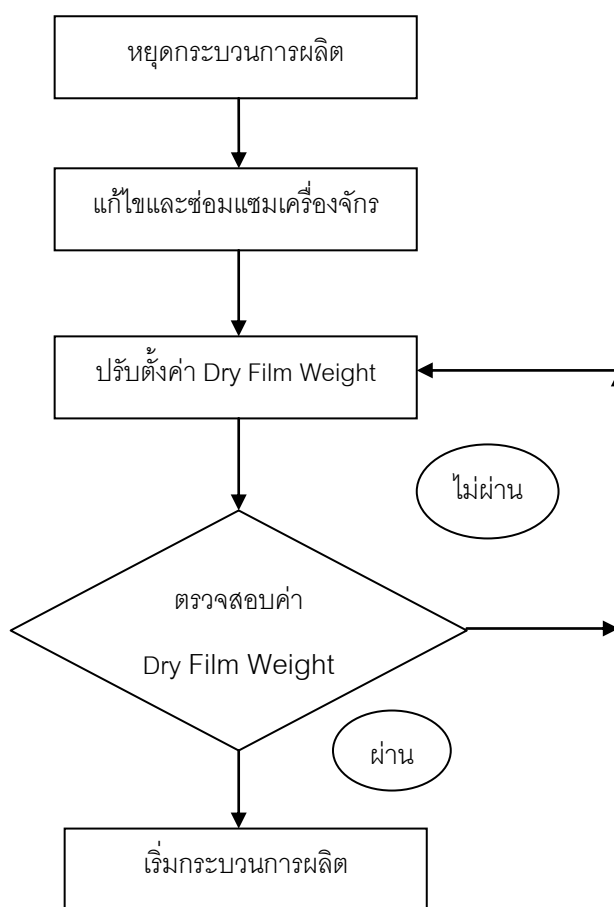 หยุดกระบวนการผลิต
แก้ไขและซ่อมแซมเครื่องจักร
ปรับตั้งค่า Dry Film Weight
ไม่ผ่าน
ตรวจสอบค่า
Dry Film Weight
ผ่าน
เริ่มกระบวนการผลิต